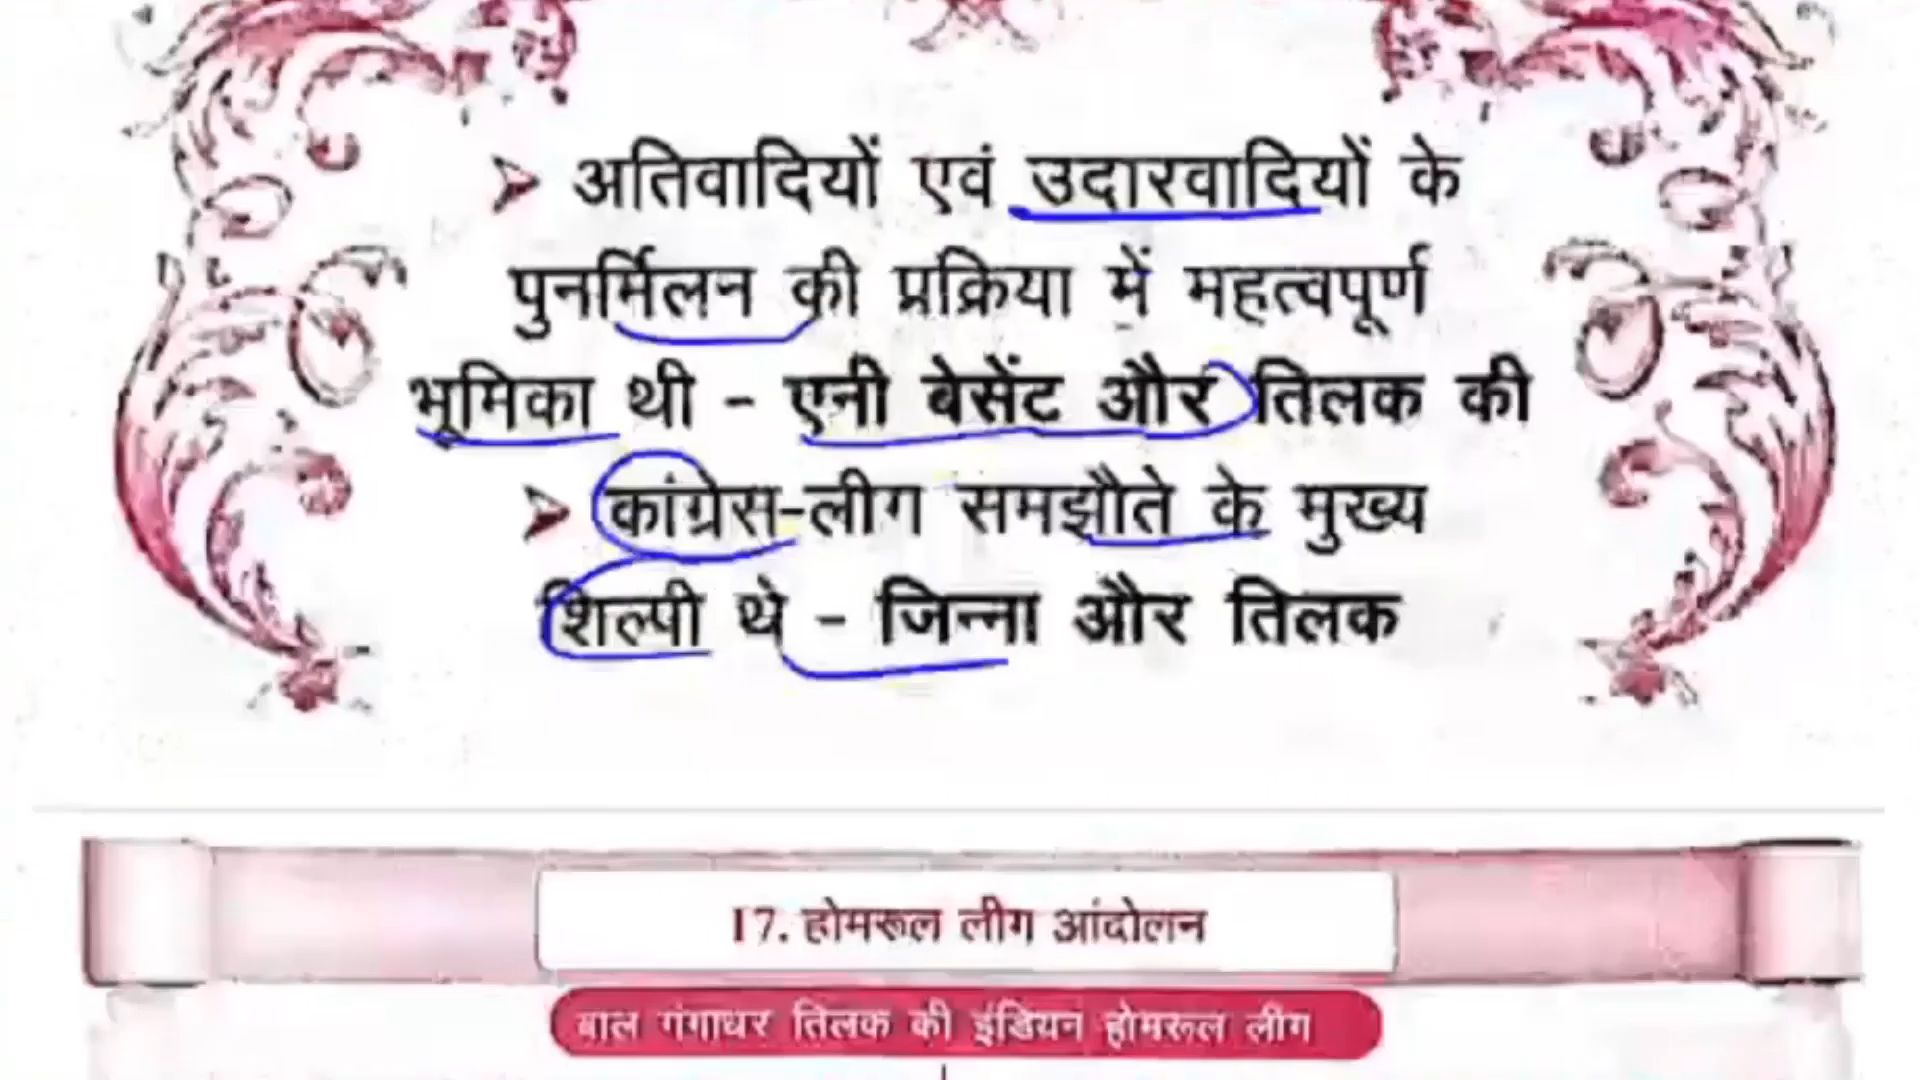 ➤ अतिवादियों एवं उदारवादियों के
पुनर्मिलन की प्रक्रिया में महत्वपूर्ण
भूमिका थी - एनी बेसेंट और तिलक की
➤ कांग्रेस-लीग समझौते के मुख्य
शिल्पी थे - जिन्ना और तिलक
17. होमरूल लीग आंदोलन
बाल गंगाधर तिलक की इंडियन होमरूल लीग